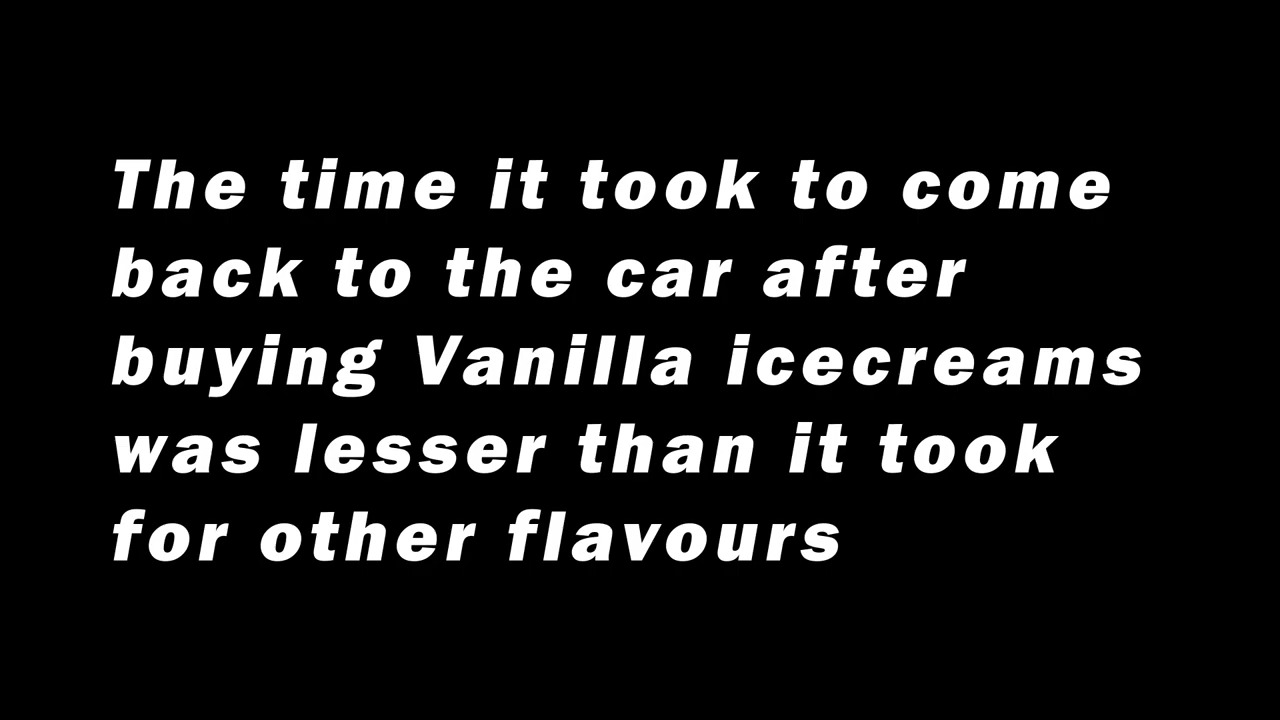 The time it took to come
back to the car after
buying Vanilla icecreams
was lesser than it took
for other flavours